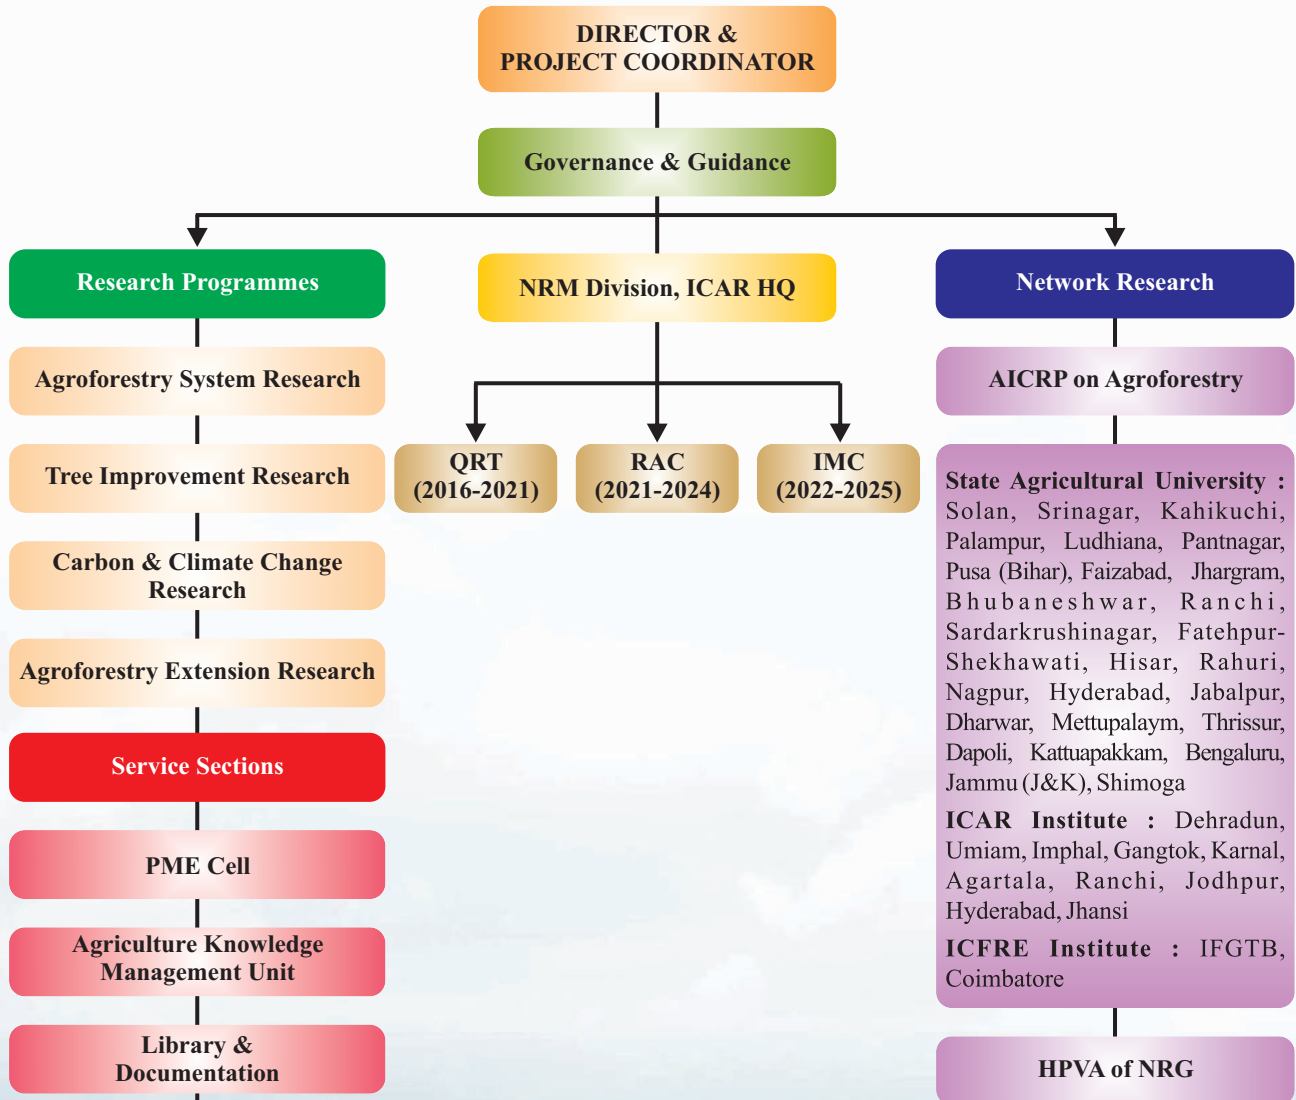 DIRECTOR &
PROJECT COORDINATOR
Governance & Guidance
Research Programmes
NRM Division, ICAR HQ
Network Research
Agroforestry System Research
Tree Improvement Research
Carbon & Climate Change
Research
Agroforestry Extension Research
Service Sections
PME Cell
Agriculture Knowledge
Management Unit
Library &
Documentation
QRT
(2016-2021)
RAC
(2021-2024)
IMC
(2022-2025)
AICRP on Agroforestry
State Agricultural University :
Solan, Srinagar, Kahikuchi,
Palampur, Ludhiana, Pantnagar,
Pusa (Bihar), Faizabad, Jhargram,
Bhubaneshwar, Ranchi,
Sardarkrushinagar, Fatehpur-
Shekhawati, Hisar, Rahuri,
Nagpur, Hyderabad, Jabalpur,
Dharwar, Mettupalaym, Thrissur,
Dapoli, Kattuapakkam, Bengaluru,
Jammu (J&K), Shimoga
ICAR Institute : Dehradun,
Umiam, Imphal, Gangtok, Karnal,
Agartala, Ranchi, Jodhpur,
Hyderabad, Jhansi
ICFRE Institute : IFGTB,
Coimbatore
HPVA of NRG